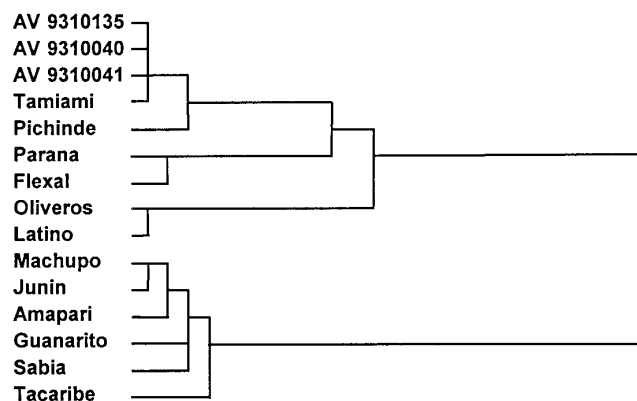 AV 9310135
AV 9310040
AV 9310041
Tamiami
Pichinde
Parana
Flexal
Oliveros
Latino
Machupo
Junin
Amapari
Guanarito
Sabia
Tacaribe